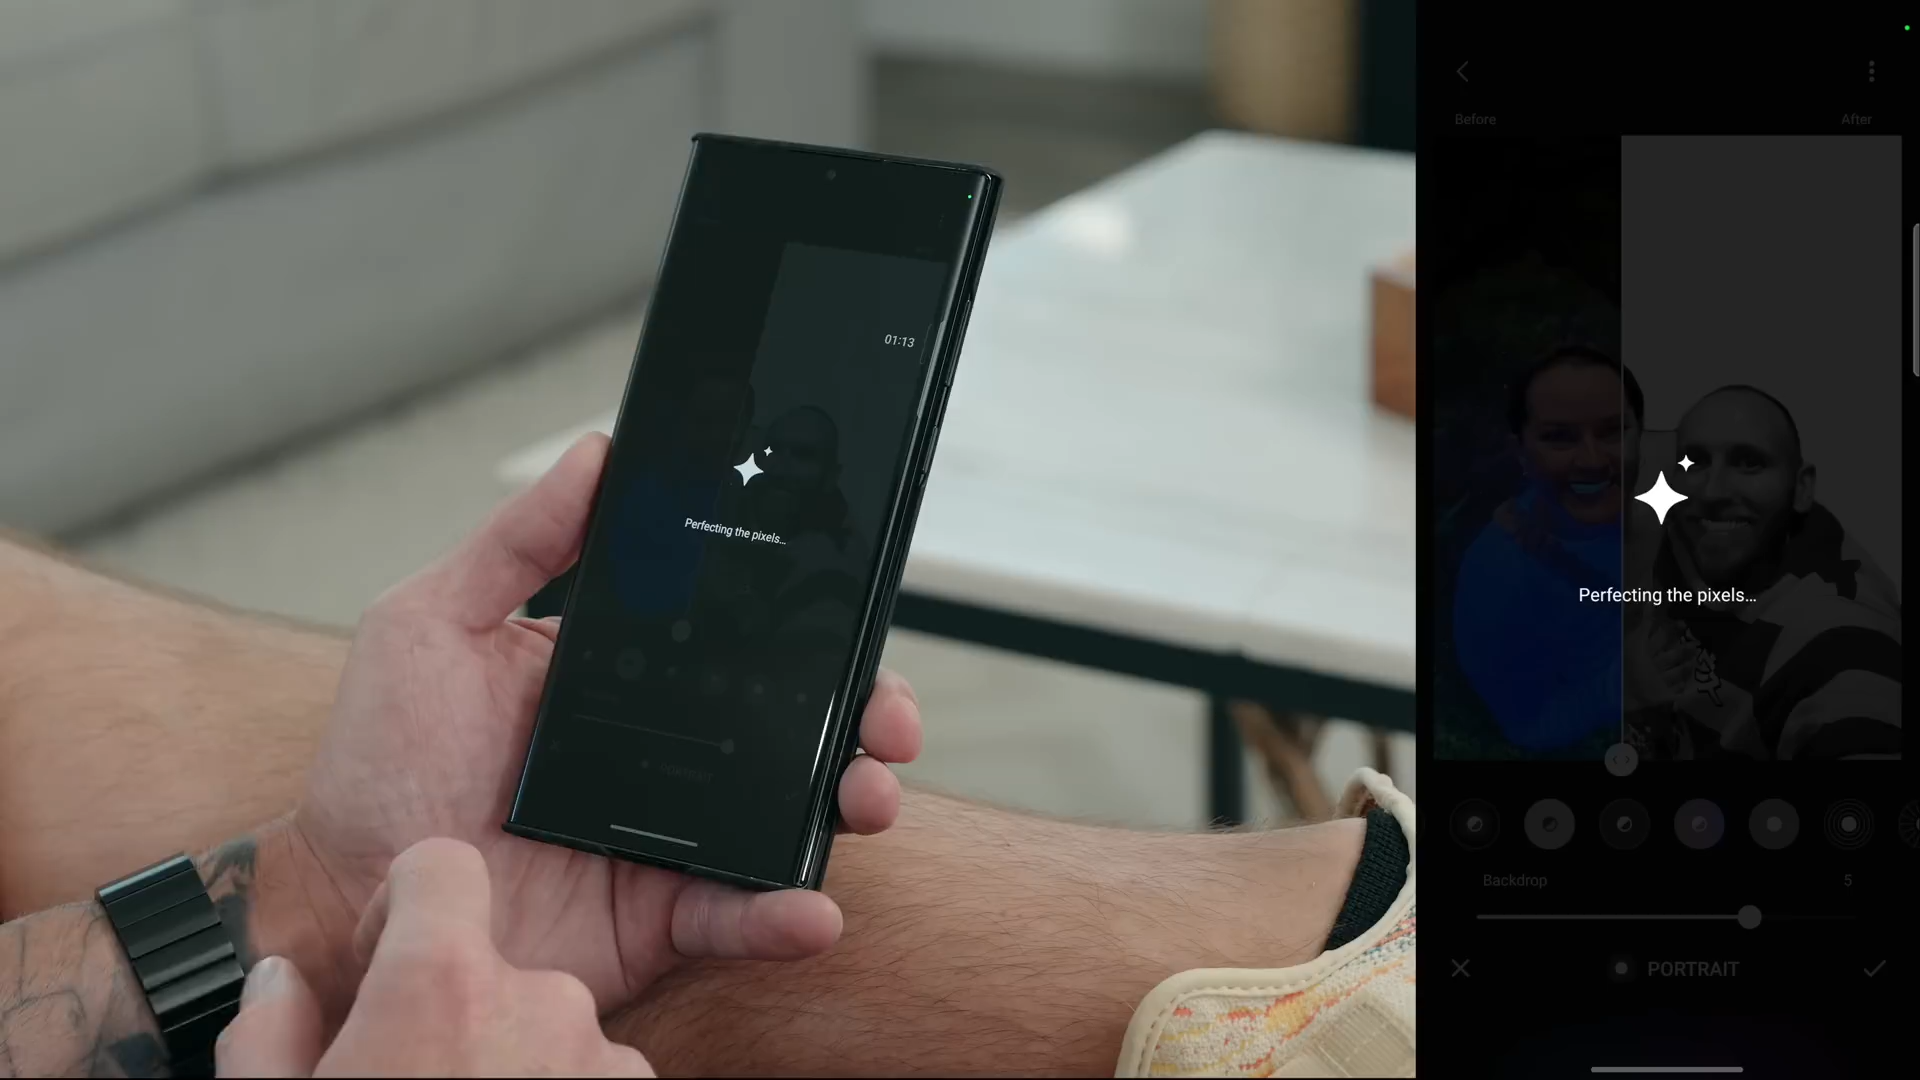 01:13
Perfecting the pixels...
Before
After
Perfecting the pixels...
Backdrop
5
PORTRAIT